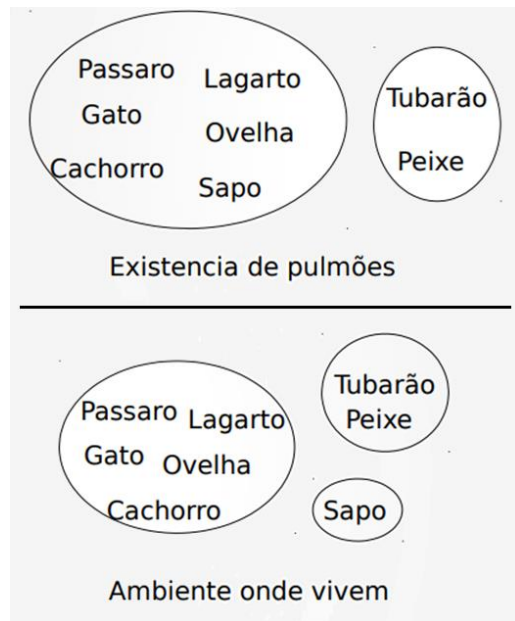 Passaro
Lagarto
Gato
Ovelha
Cachorro
Sapo
Tubarão
Peixe
Existencia de pulmões
Passaro
Lagarto
Gato
Ovelha
Cachorro
Tubarão
Peixe
Sapo
Ambiente onde vivem